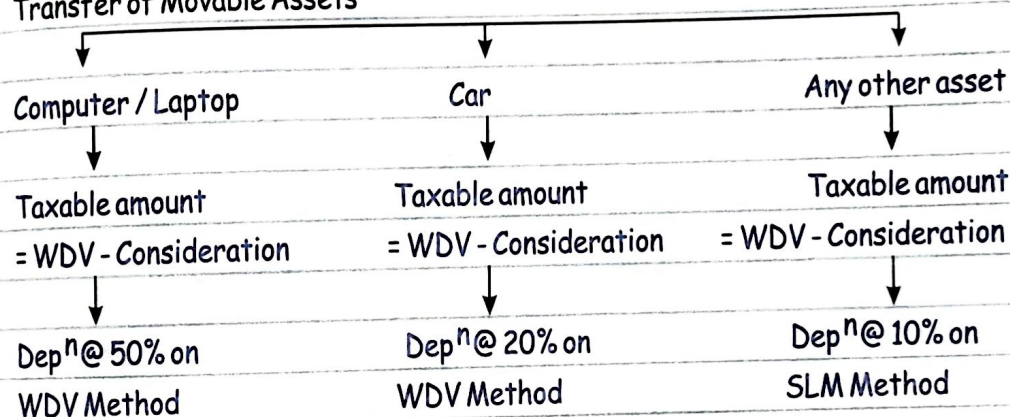 Transfer of Movable Assets
Computer / Laptop
Car
Any other asset
Taxable amount
= WDV - Consideration
Taxable amount
= WDV - Consideration
Taxable amount
= WDV - Consideration
Depⁿ@ 50% on
WDV Method
Depⁿ@ 20% on
WDV Method
Depⁿ@ 10% on
SLM Method